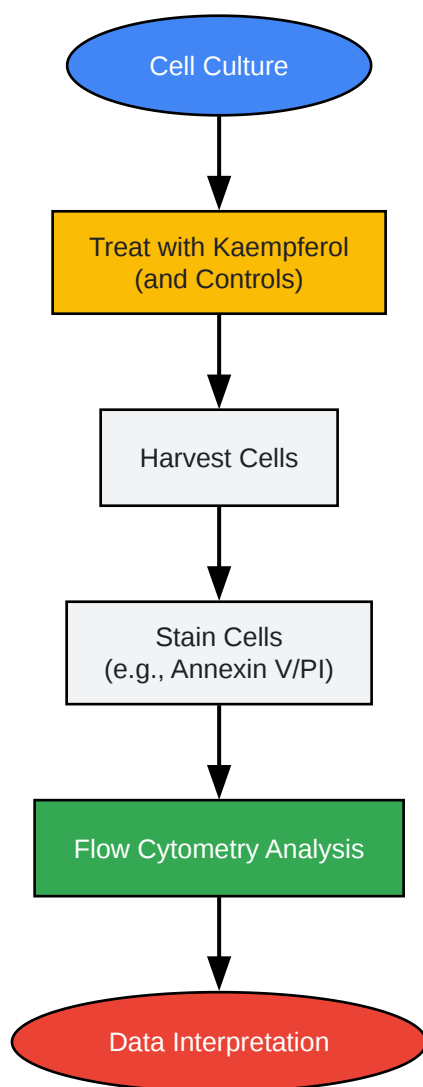 Cell Culture
Treat with Kaempferol
(and Controls)
Harvest Cells
Stain Cells
(e.g., Annexin V/PI)
Flow Cytometry Analysis
Data Interpretation